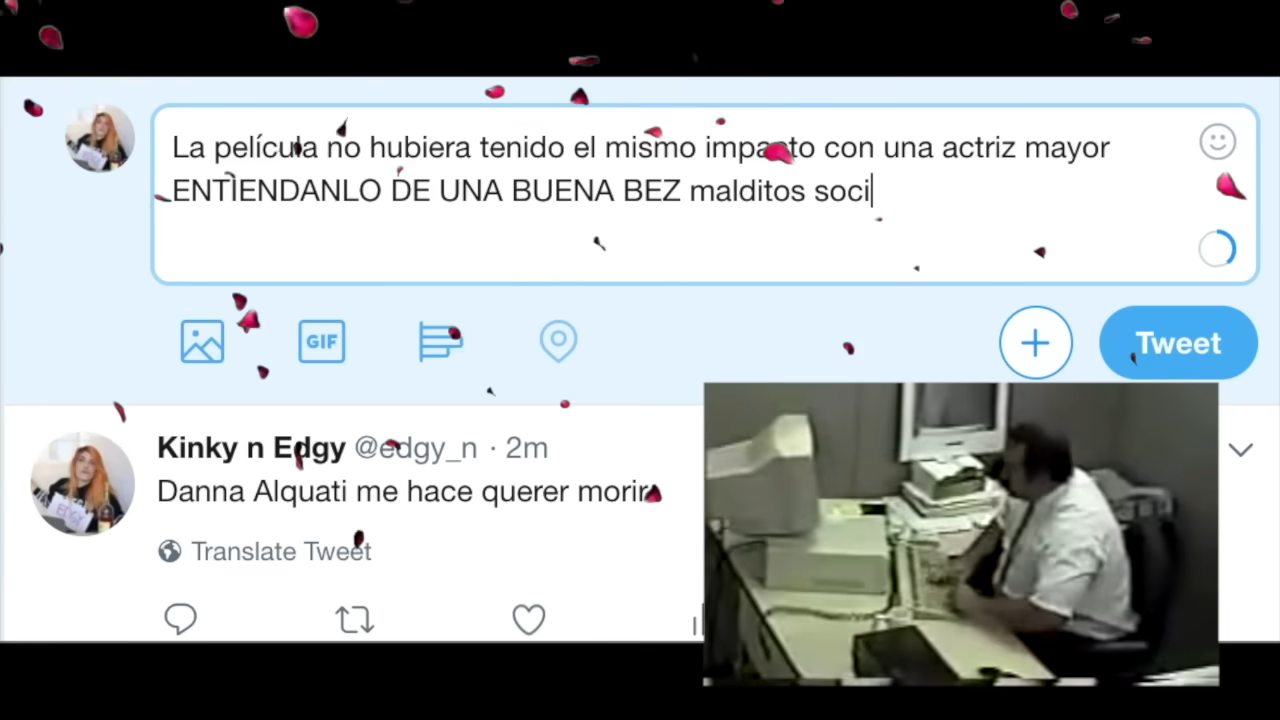 La película no hubiera tenido el mismo impacto con una actriz mayor
ENTIENDANLO DE UNA BUENA BEZ malditos soci
GIF
Tweet
Kinky n Edgy @edgy_n · 2m
Danna Alquati me hace querer morir
Translate Tweet